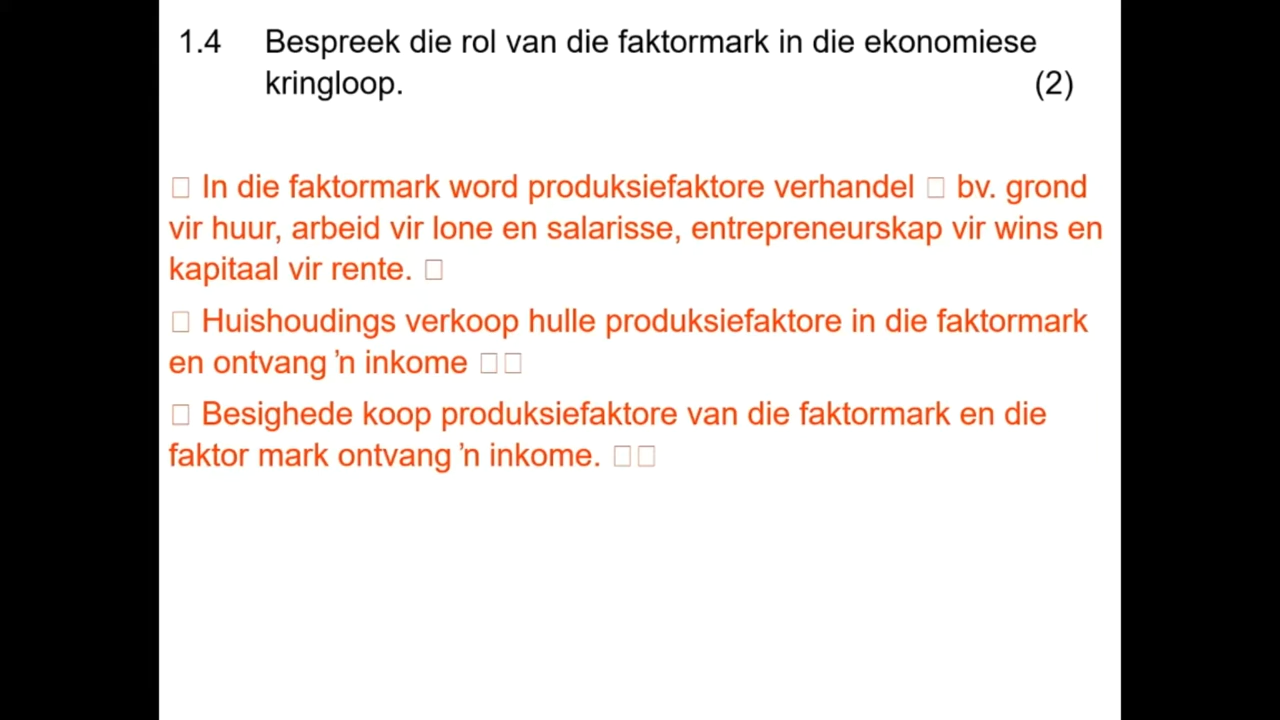 1.4 Bespreek die rol van die faktormark in die ekonomiese
kringloop. (2)
□ In die faktormark word produksiefaktore verhandel □ bv. grond
vir huur, arbeid vir lone en salarisse, entrepreneurskap vir wins en
kapitaal vir rente. □
□ Huishoudings verkoop hulle produksiefaktore in die faktormark
en ontvang ’n inkome □□
□ Besighede koop produksiefaktore van die faktormark en die
faktor mark ontvang ’n inkome. □□